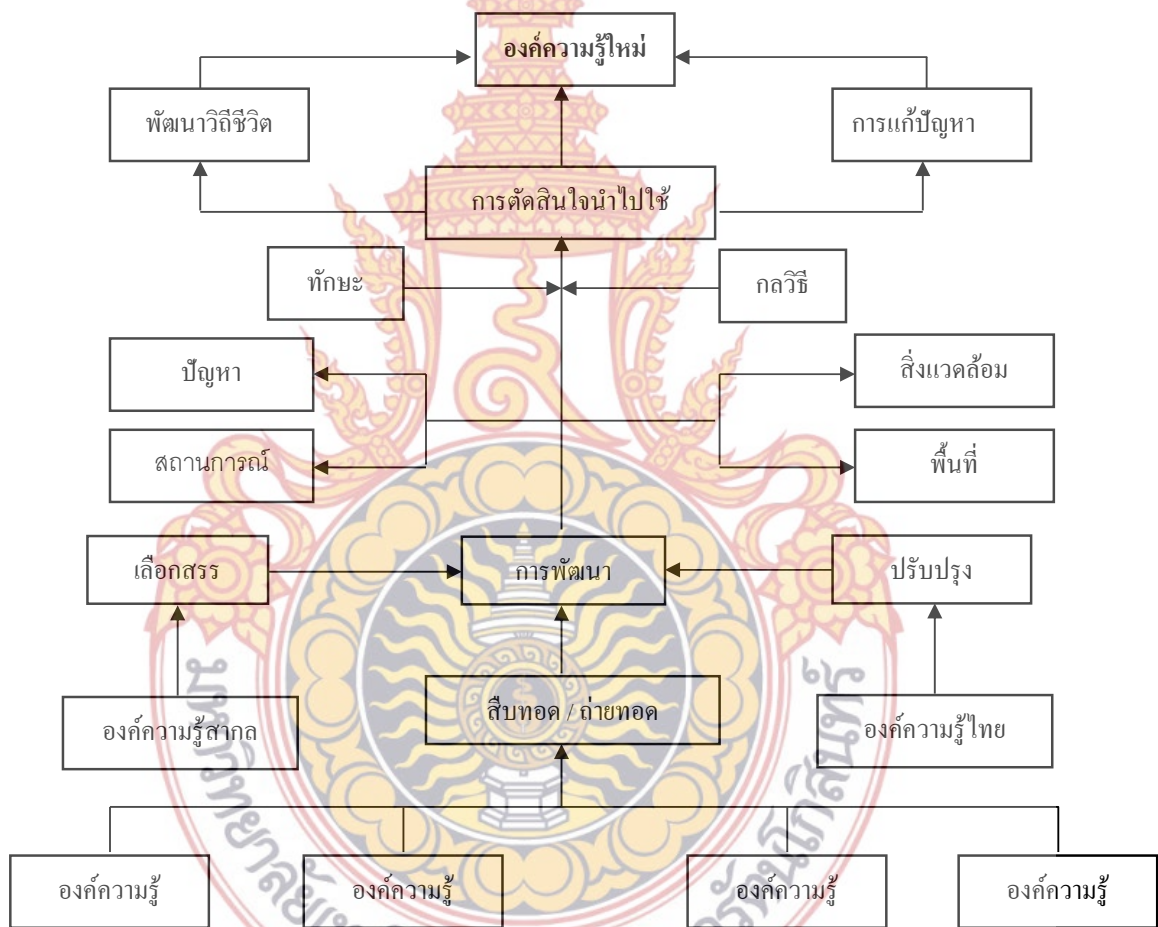 องค์ความรู้ใหม่
พัฒนาวิถีชีวิต
การแก้ปัญหา
การตัดสินใจนำไปใช้
ทักษะ
กลวิธี
ปัญหา
สิ่งแวดล้อม
สถานการณ์
พื้นที่
เลือกสรร
การพัฒนา
ปรับปรุง
องค์ความรู้สากล
สืบทอด / ถ่ายทอด
องค์ความรู้ไทย
องค์ความรู้
องค์ความรู้
องค์ความรู้
องค์ความรู้